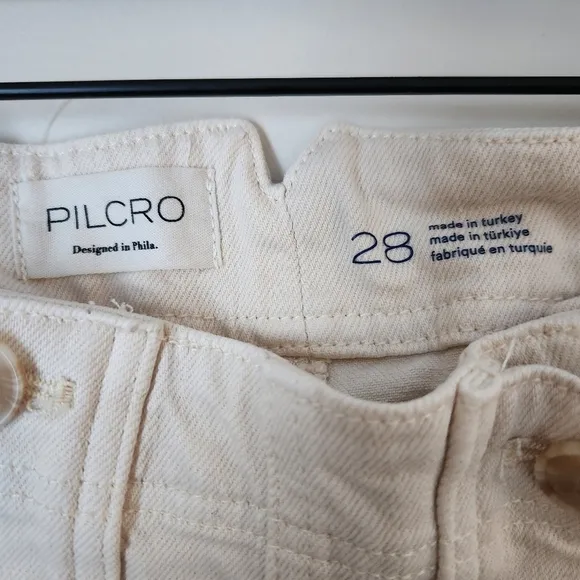 PILCRO
Designed in Phila.
28
made in turkey
made in türkiye
fabriqué en turquie